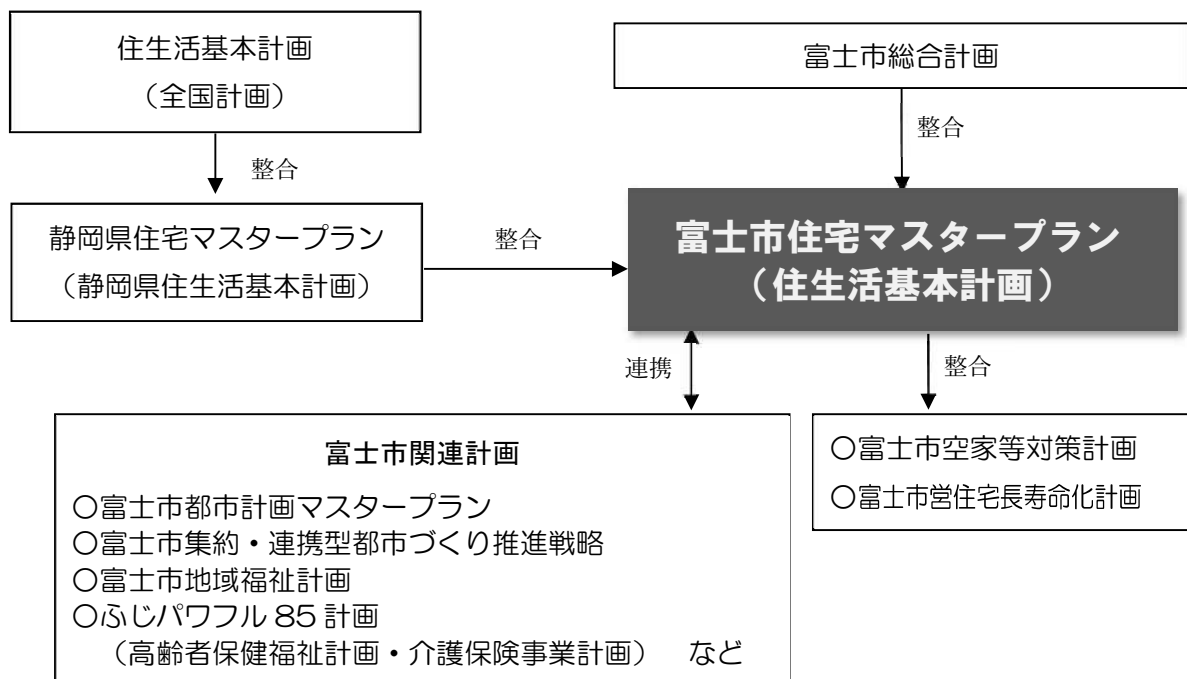 住生活基本計画
（全国計画）
富士市総合計画
整合
整合
静岡県住宅マスタープラン
（静岡県住生活基本計画）
整合
富士市住宅マスタープラン
（住生活基本計画）
連携
整合
富士市関連計画
○富士市都市計画マスタープラン
○富士市集約・連携型都市づくり推進戦略
○富士市地域福祉計画
○ふじパワフル 85 計画
（高齢者保健福祉計画・介護保険事業計画）　など
○富士市空家等対策計画
○富士市営住宅長寿命化計画